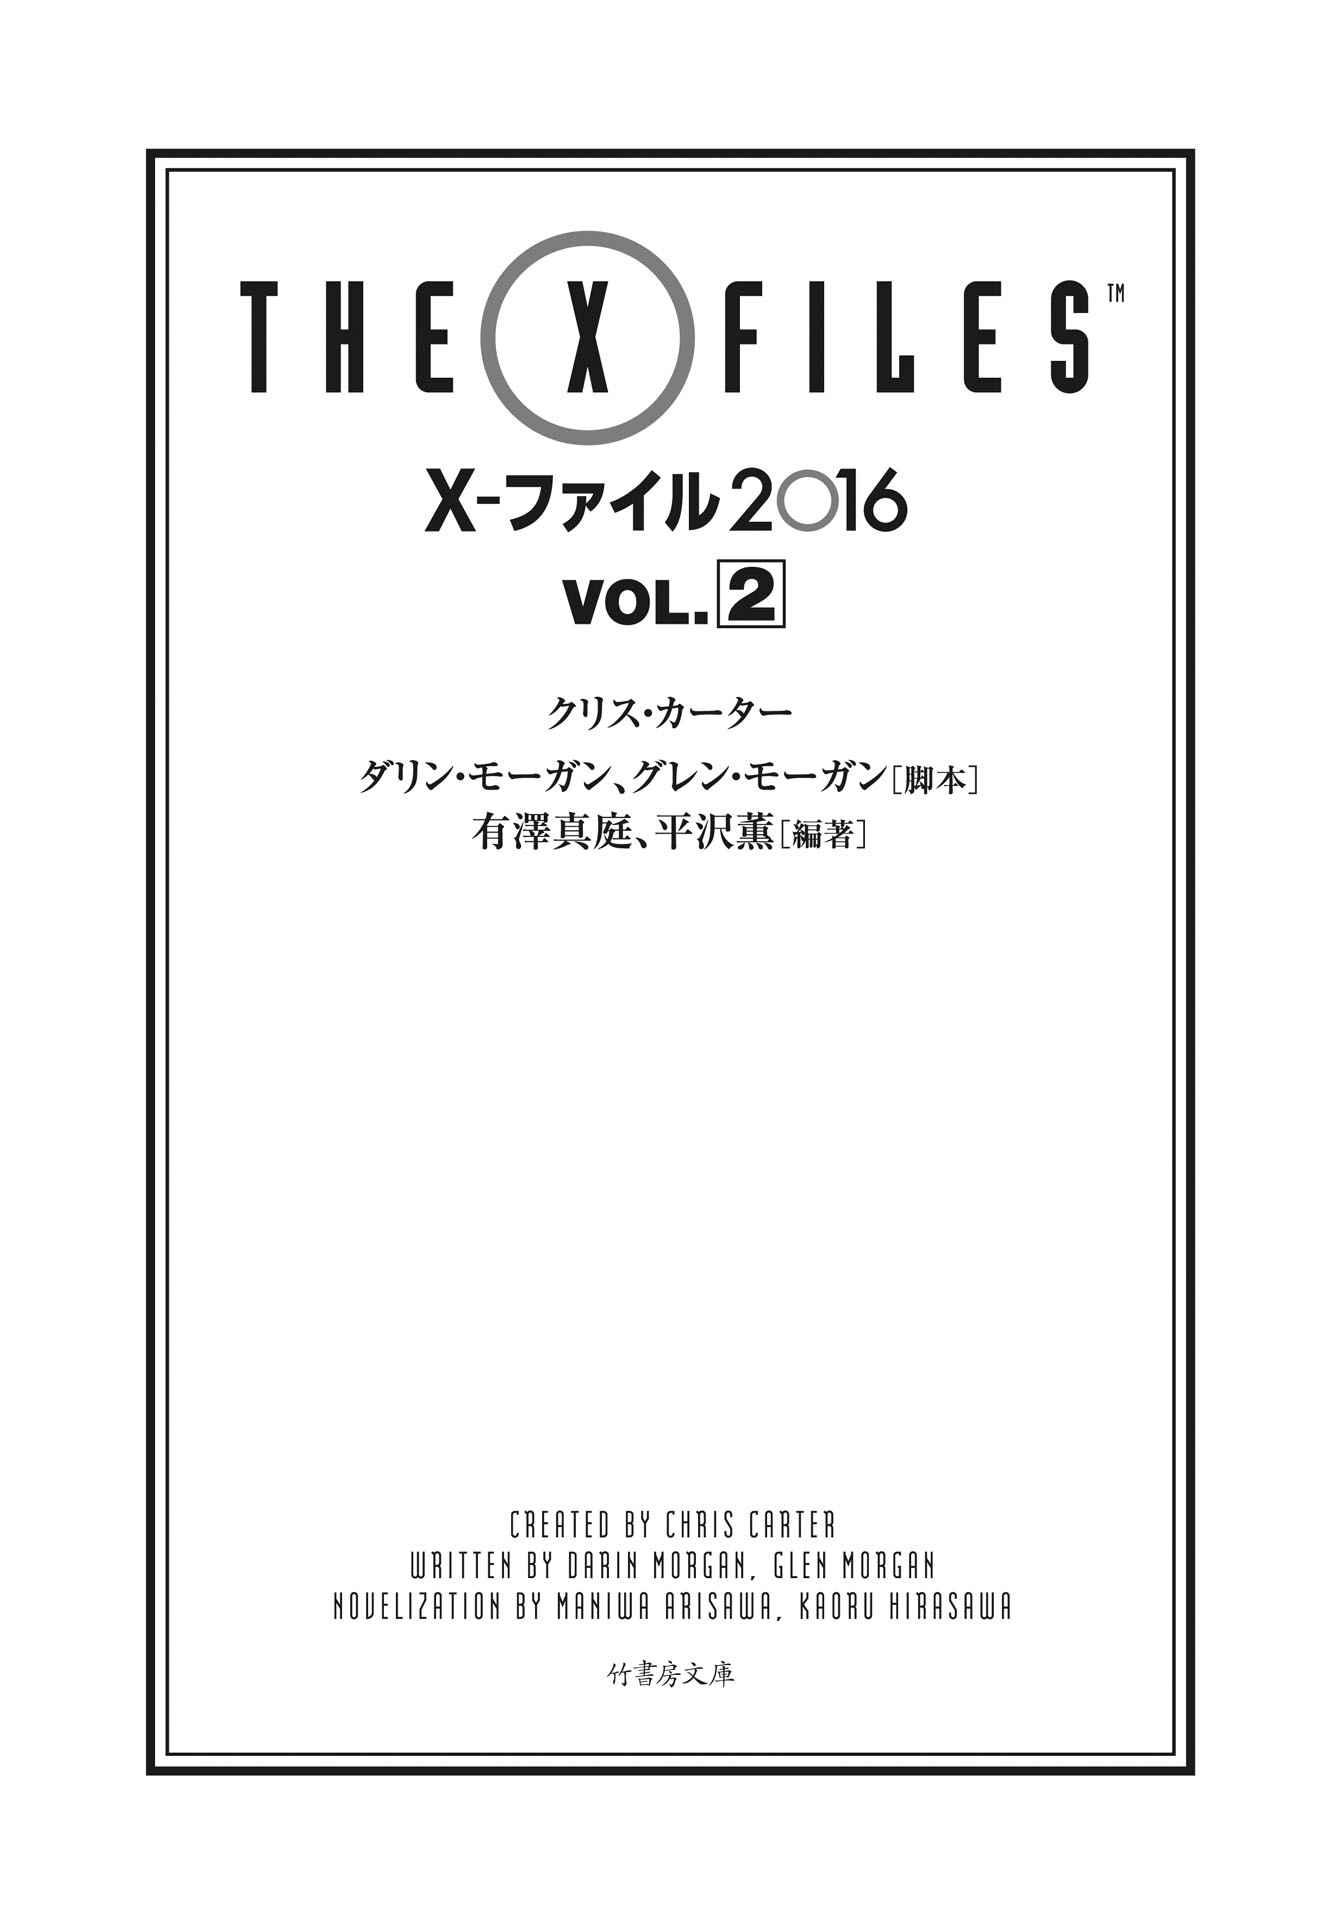 THE X FILES™
X-ファイル2016
VOL.2
クリス・カーター
ダリン・モーガン、グレン・モーガン[脚本]
有澤真庭、平沢薫[編著]
CREATED BY CHRIS CARTER
WRITTEN BY DARIN MORGAN, GLEN MORGAN
NOVELIZATION BY MANIWA ARISAWA, KAORU HIRASAWA
竹書房文庫